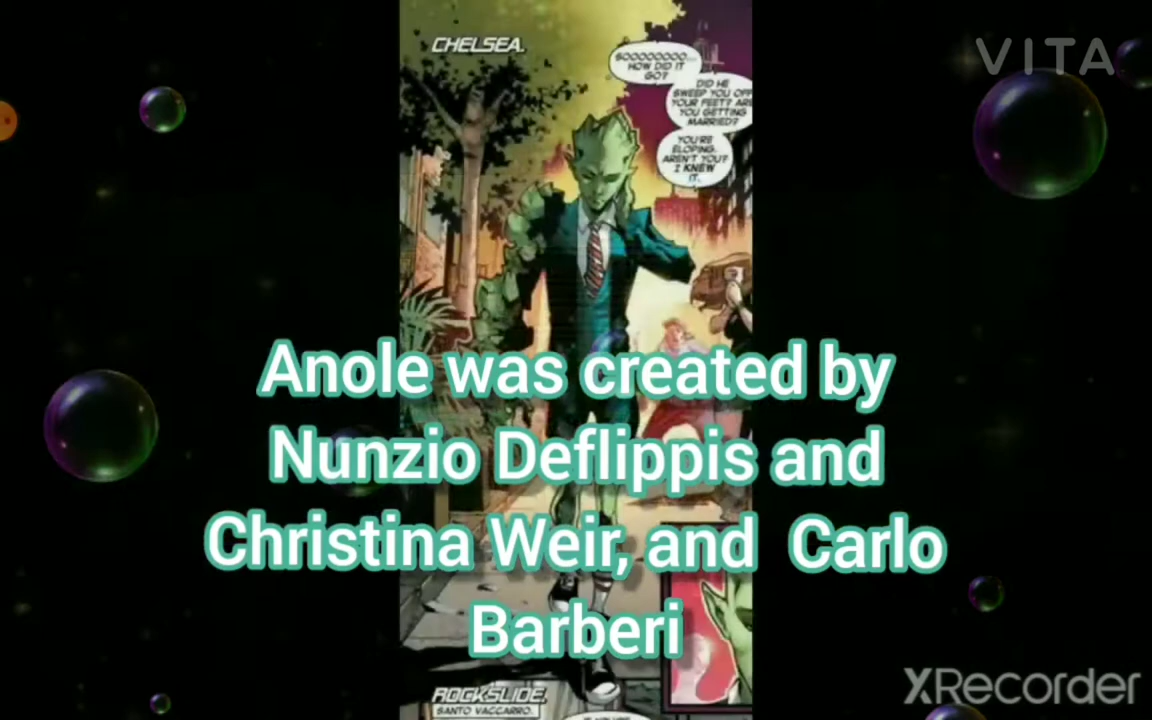 VITA
CHELSEA.
SOOOOOOOO...
HOW DID IT
GO?
DID HE
SWEEP YOU OFF
YOUR FEET? ARE
YOU GETTING
MARRIED?
YOU'RE
ELOPING,
AREN'T YOU?
I KNEW
IT.
Anole was created by
Nunzio Deflippis and
Christina Weir, and Carlo
Barberi
ROCKSLIDE.
SANTO VACCARRO.
XRecorder